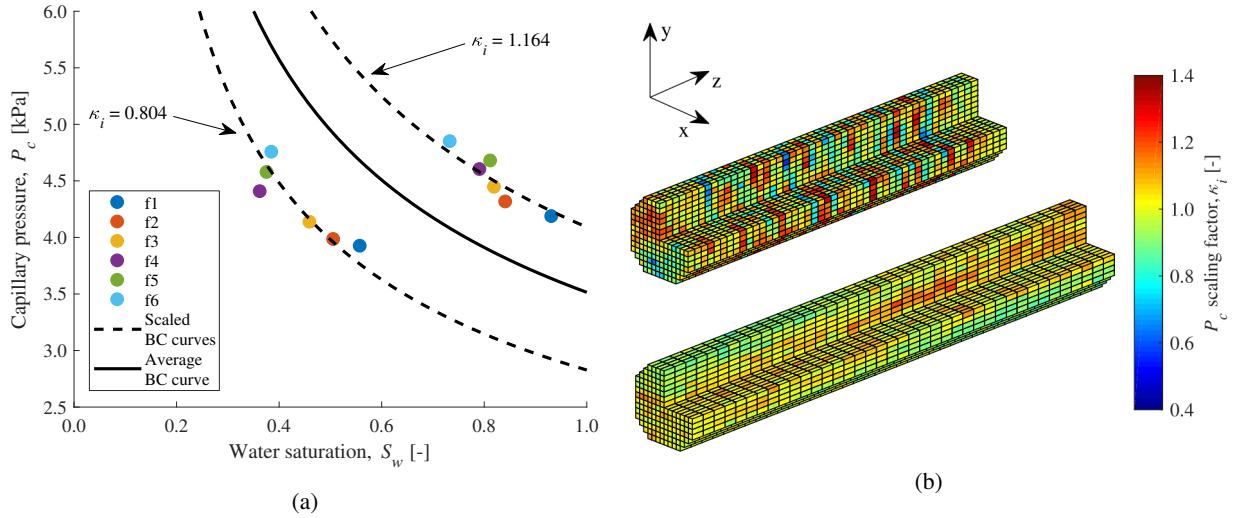 6.0
5.5
5.0
4.5
4.0
3.5
3.0
2.5
Capillary pressure, P_c [kPa]
κ_i = 1.164
κ_i = 0.804
f1
f2
f3
f4
f5
f6
Scaled
BC curves
Average
BC curve
0.0
0.2
0.4
0.6
0.8
1.0
Water saturation, S_w [-]
(a)
y
z
x
1.4
1.2
1.0
0.8
0.6
0.4
P_c scaling factor, κ_i [-]
(b)